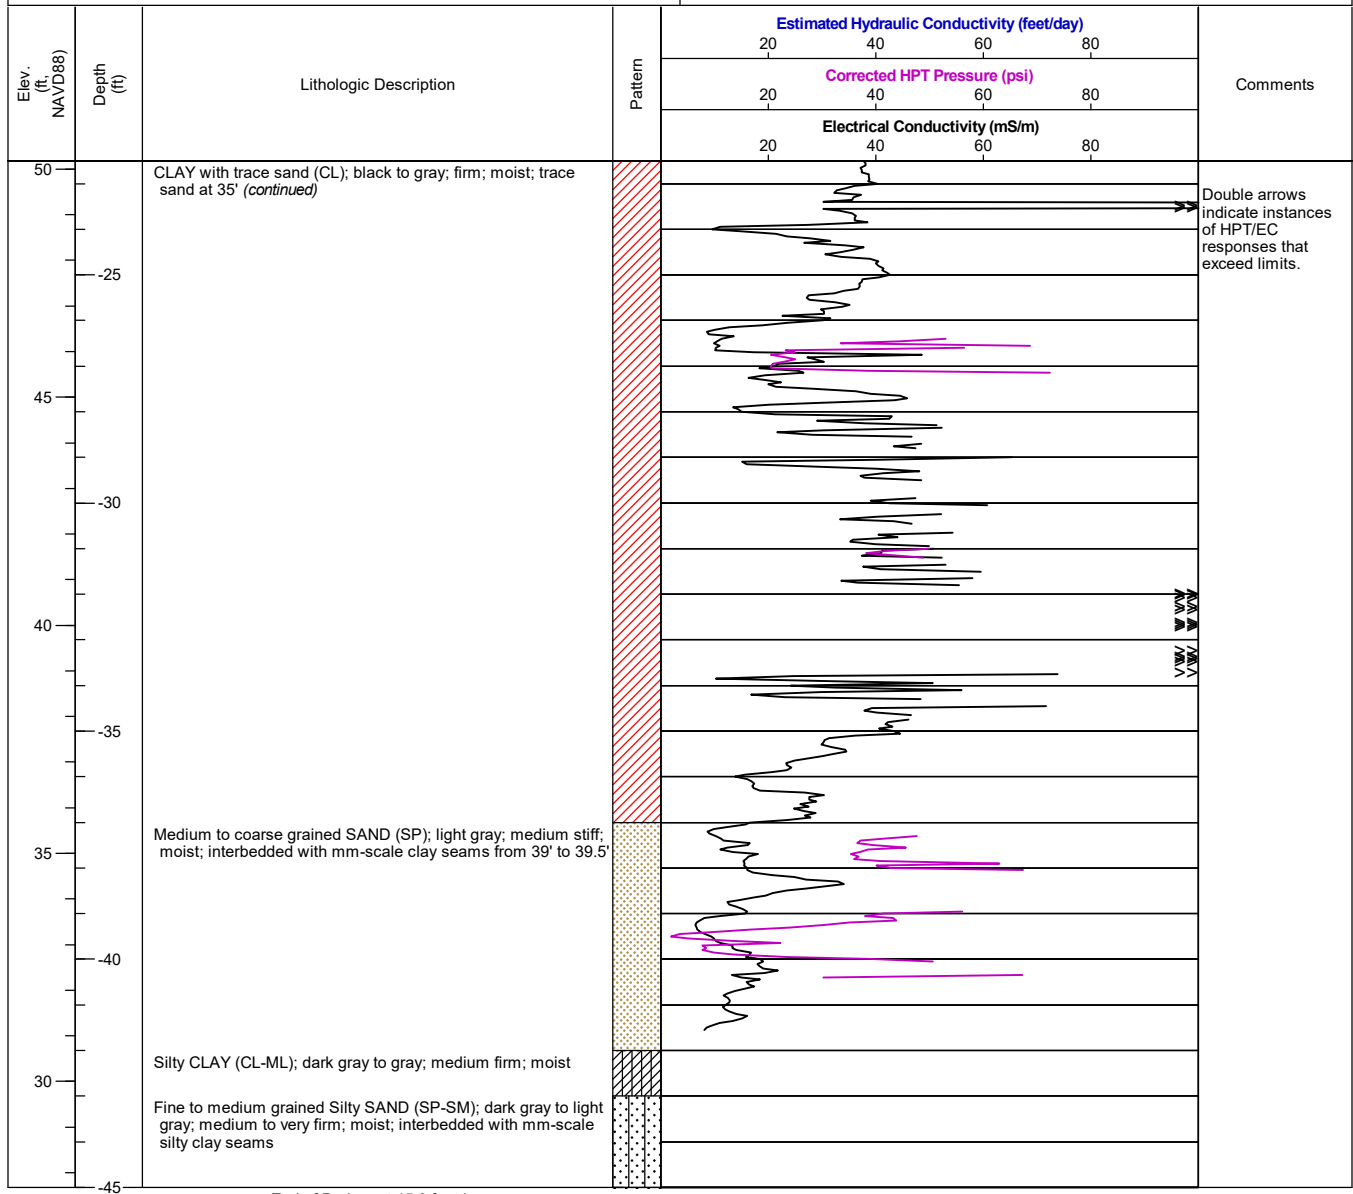 Estimated Hydraulic Conductivity (feet/day)
20 40 60 80
Corrected HPT Pressure (psi)
20 40 60 80
Electrical Conductivity (mS/m)
20 40 60 80
Elev.
(ft,
NAVD88)
Depth
(ft)
Lithologic Description
Pattern
Comments
50
CLAY with trace sand (CL); black to gray; firm; moist; trace
sand at 35' (continued)
Double arrows
indicate instances
of HPT/EC
responses that
exceed limits.
-25
45
-30
40
-35
Medium to coarse grained SAND (SP); light gray; medium stiff;
moist; interbedded with mm-scale clay seams from 39' to 39.5'
35
-40
Silty CLAY (CL-ML); dark gray to gray; medium firm; moist
30
Fine to medium grained Silty SAND (SP-SM); dark gray to light
gray; medium to very firm; moist; interbedded with mm-scale
silty clay seams
-45